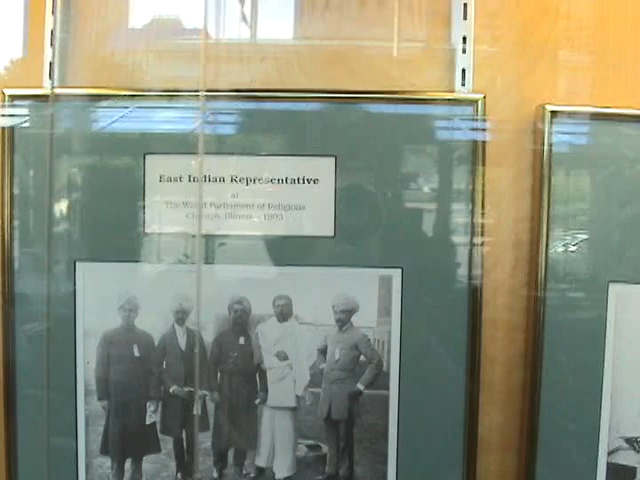 East Indian Representative
at
The World Parliament of Religions
Chicago, Illinois - 1893